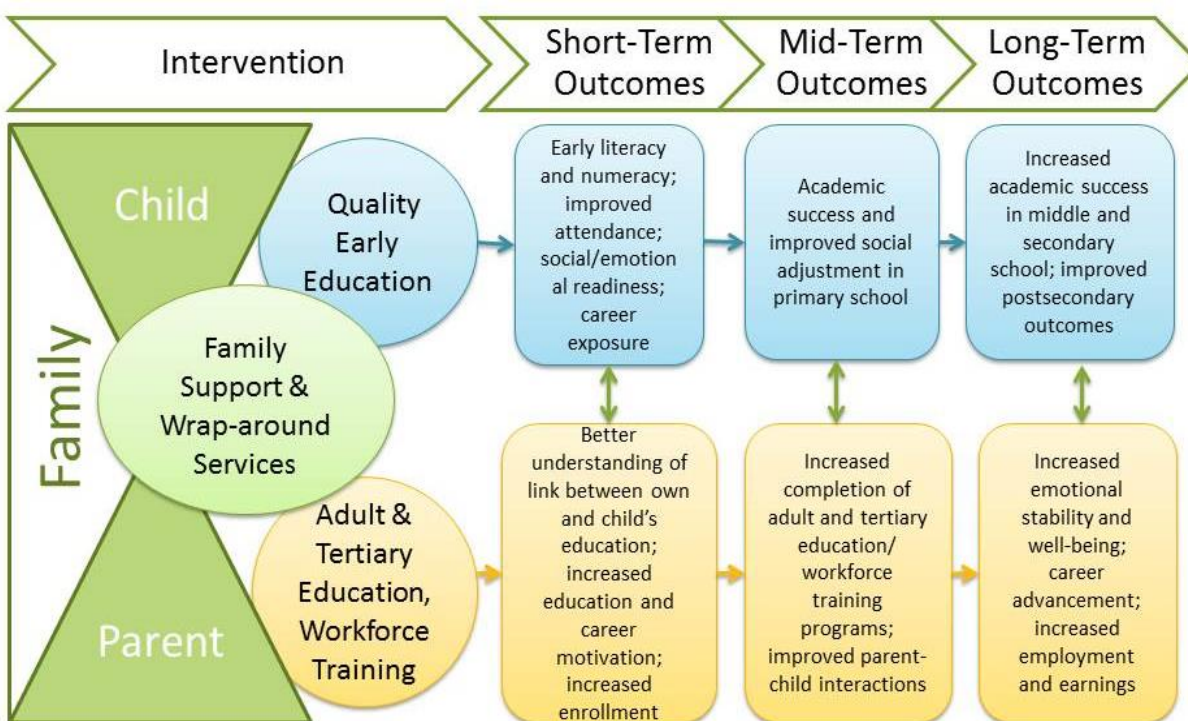 Intervention
Short-Term
Outcomes
Mid-Term
Outcomes
Long-Term
Outcomes
Family
Child
Parent
Quality
Early
Education
Family
Support &
Wrap-around
Services
Adult &
Tertiary
Education,
Workforce
Training
Early literacy
and numeracy;
improved
attendance;
social/emotion
al readiness;
career
exposure
Academic
success and
improved social
adjustment in
primary school
Increased
academic success
in middle and
secondary
school; improved
postsecondary
outcomes
Better
understanding of
link between own
and child’s
education;
increased
education and
career
motivation;
increased
enrollment
Increased
completion of
adult and tertiary
education/
workforce
training
programs;
improved parent-
child interactions
Increased
emotional
stability and
well-being;
career
advancement;
increased
employment
and earnings